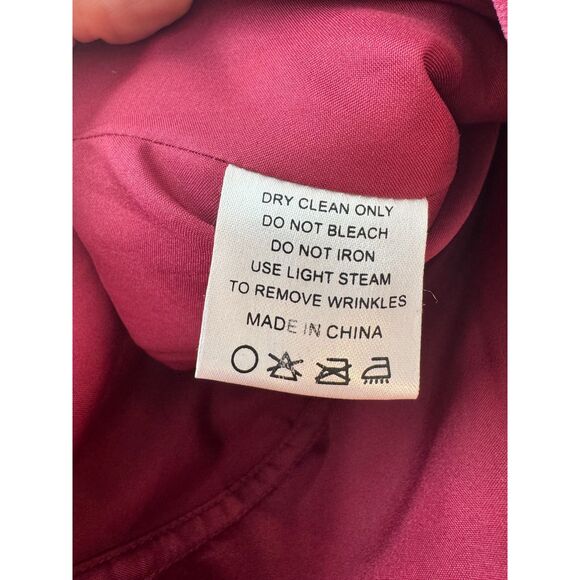 DRY CLEAN ONLY
DO NOT BLEACH
DO NOT IRON
USE LIGHT STEAM
TO REMOVE WRINKLES
MADE IN CHINA